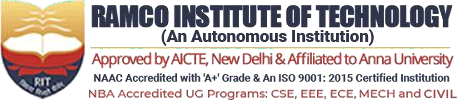 RAMCO INSTITUTE OF TECHNOLOGY
(An Autonomous Institution)
Approved by AICTE, New Delhi & Affiliated to Anna University
NAAC Accredited with 'A+' Grade & An ISO 9001: 2015 Certified Institution
NBA Accredited UG Programs: CSE, EEE, ECE, MECH and CIVIL
RIT